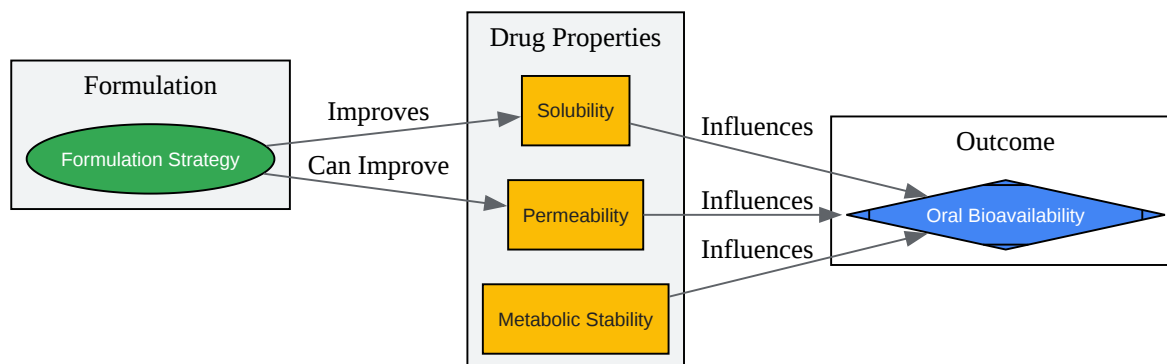 Formulation
Formulation Strategy
Improves
Can Improve
Drug Properties
Solubility
Permeability
Metabolic Stability
Influences
Influences
Influences
Outcome
Oral Bioavailability